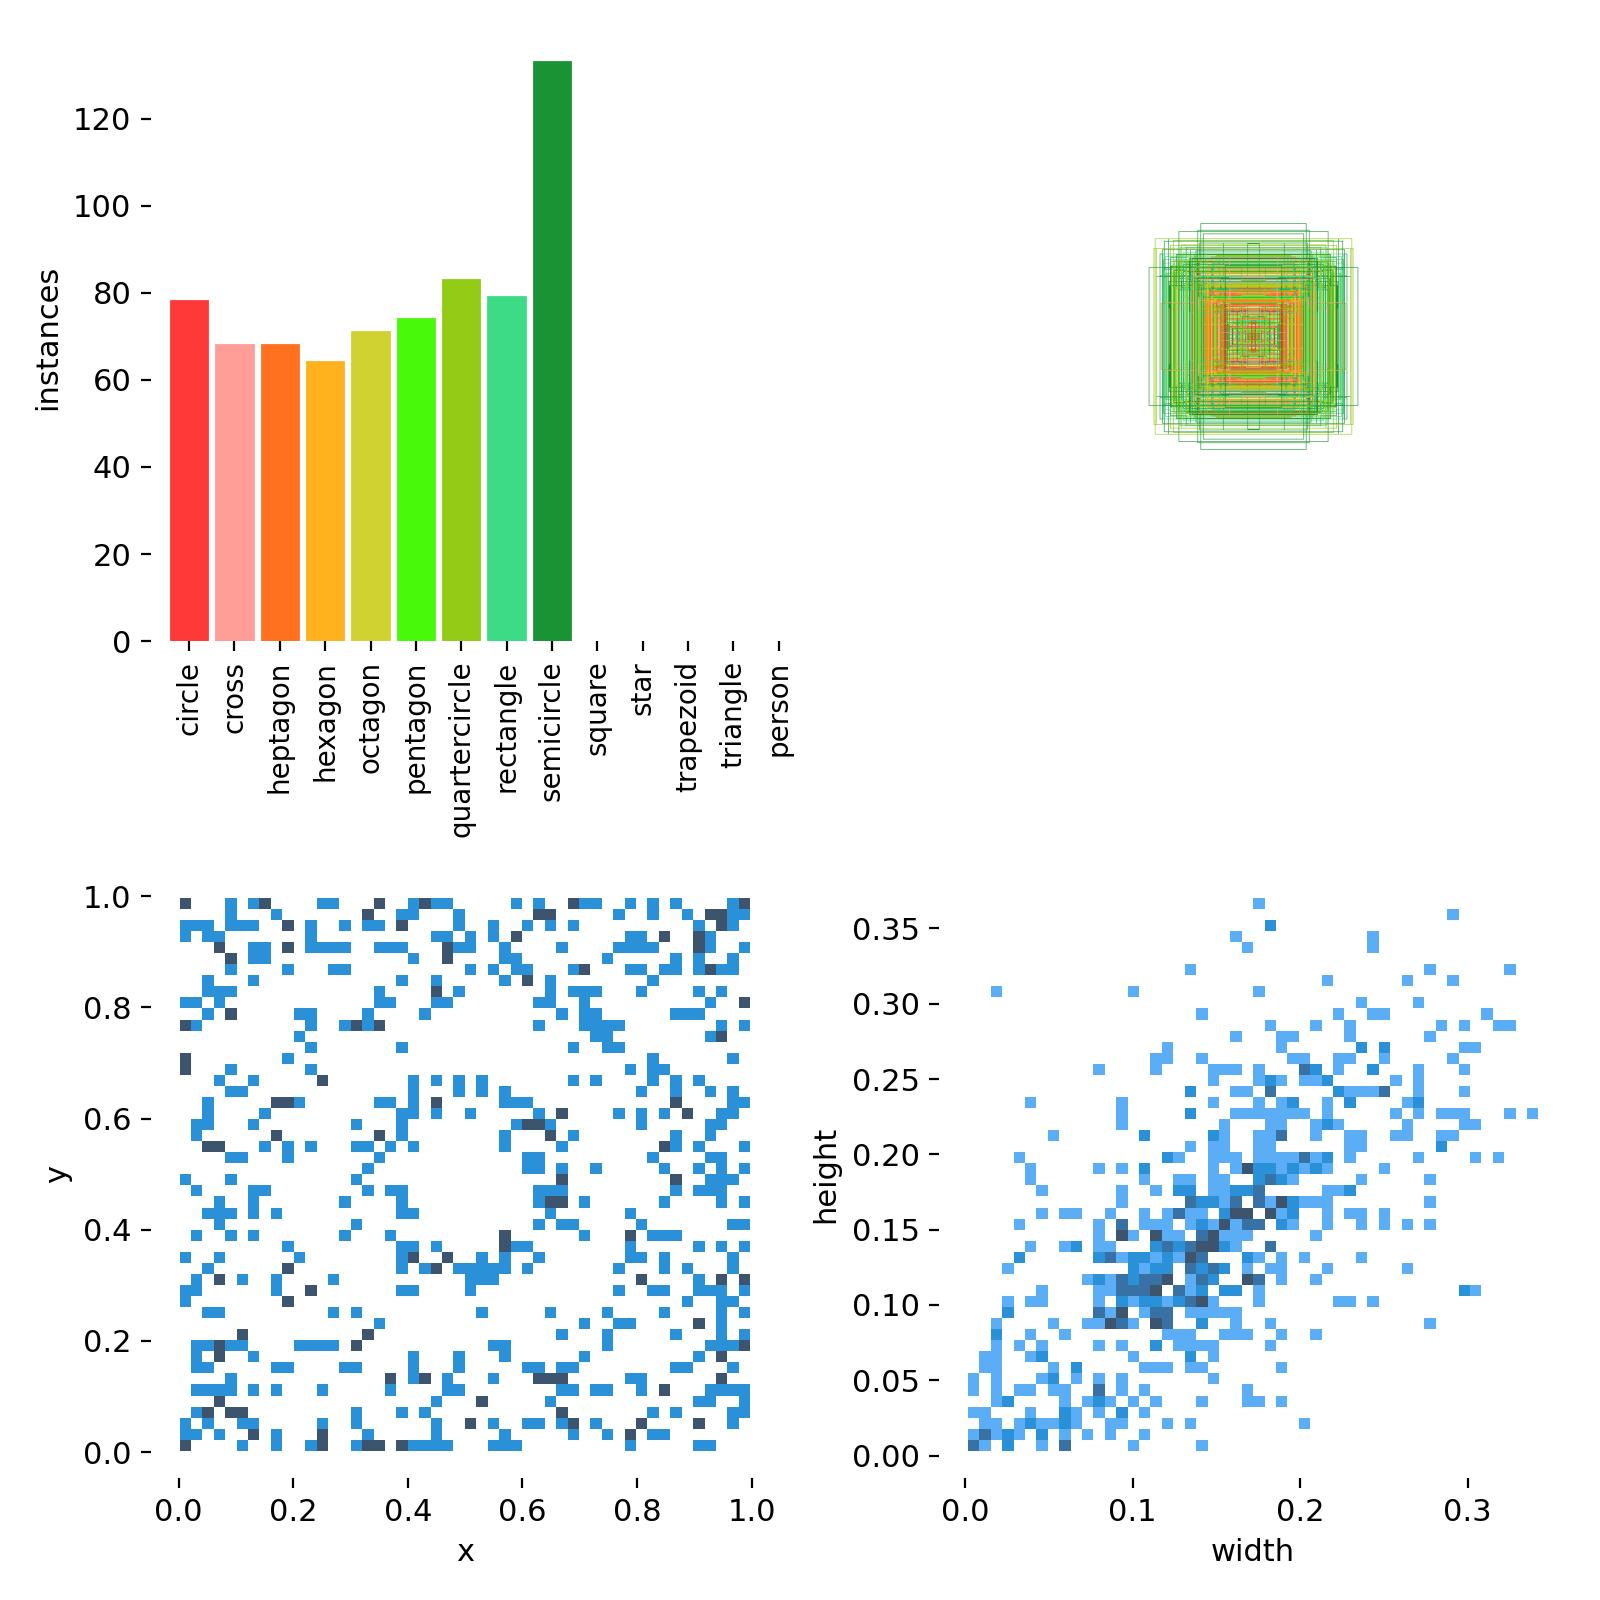 120
100
80
60
40
20
0
instances
circle
cross
heptagon
hexagon
octagon
pentagon
quartercircle
rectangle
semicircle
square
star
trapezoid
triangle
person
1.0
0.8
0.6
0.4
0.2
0.0
y
0.0 0.2 0.4 0.6 0.8 1.0
x
0.35
0.30
0.25
0.20
0.15
0.10
0.05
0.00
height
0.0 0.1 0.2 0.3
width